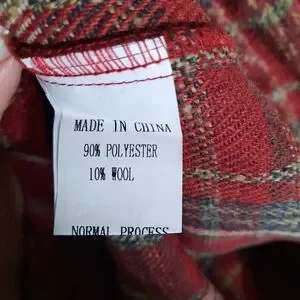 MADE IN CHINA
90% POLYESTER
10% WOOL
NORMAL PROCESS